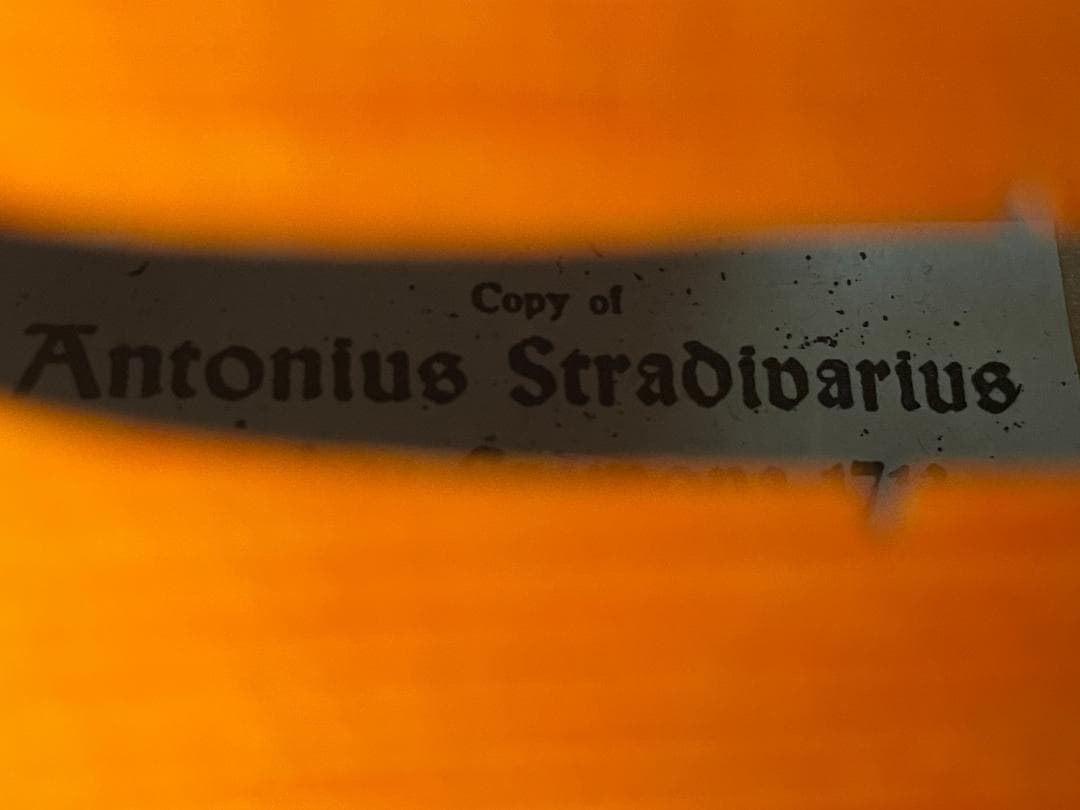 Copy of
Antonius Stradivarius